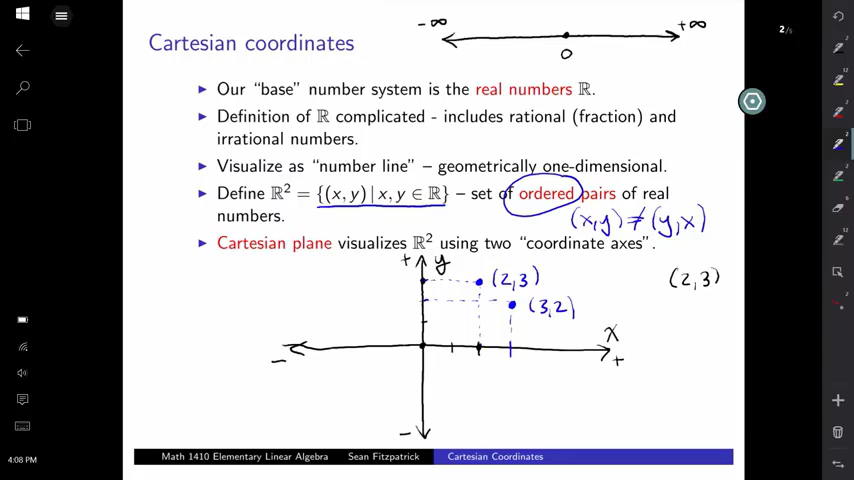 2/5
-∞ +∞
0
Cartesian coordinates
Our “base” number system is the real numbers ℝ.
Definition of ℝ complicated - includes rational (fraction) and
irrational numbers.
Visualize as “number line” – geometrically one-dimensional.
Define ℝ² = {(x, y) | x, y ∈ ℝ} – set of ordered pairs of real
numbers.
(x,y) ≠ (y,x)
Cartesian plane visualizes ℝ² using two “coordinate axes”.
+ y
(2,3)
(2,3)
(3,2)
x
- +
-
4:08 PM
Math 1410 Elementary Linear Algebra Sean Fitzpatrick Cartesian Coordinates